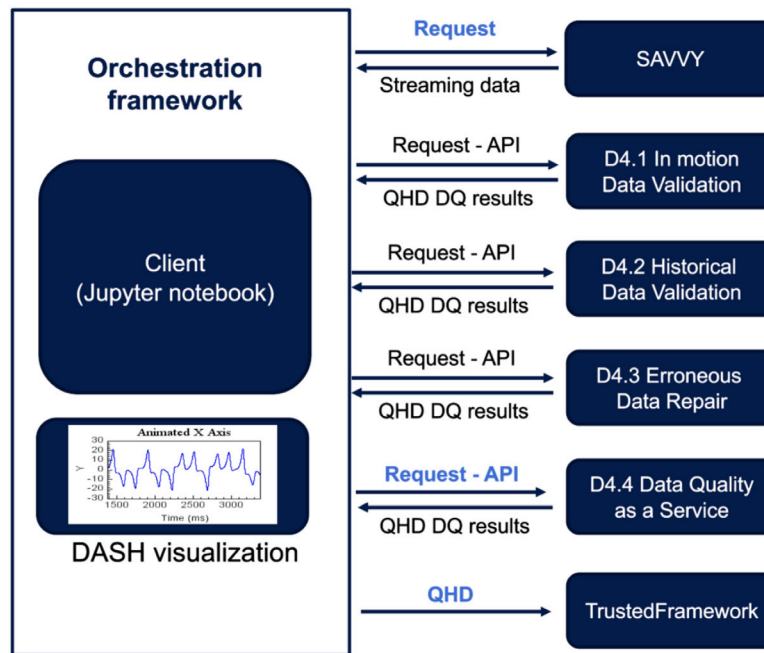 Orchestration
framework
Client
(Jupyter notebook)
Animated X Axis
30
20
10
0
-10
-20
-30
Y
1400
2000
3000
Time (ms)
DASH visualization
Request
Streaming data
SAVVY
Request - API
QHD DQ results
D4.1 In motion
Data Validation
Request - API
QHD DQ results
D4.2 Historical
Data Validation
Request - API
QHD DQ results
D4.3 Erroneous
Data Repair
Request - API
QHD DQ results
D4.4 Data Quality
as a Service
QHD
TrustedFramework